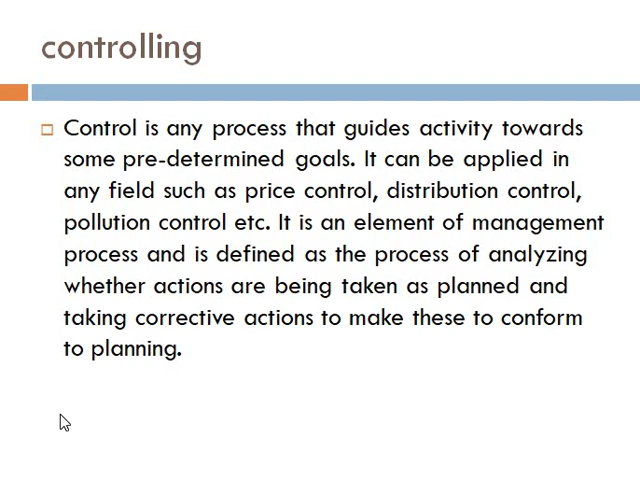 controlling
Control is any process that guides activity towards
some pre-determined goals. It can be applied in
any field such as price control, distribution control,
pollution control etc. It is an element of management
process and is defined as the process of analyzing
whether actions are being taken as planned and
taking corrective actions to make these to conform
to planning.